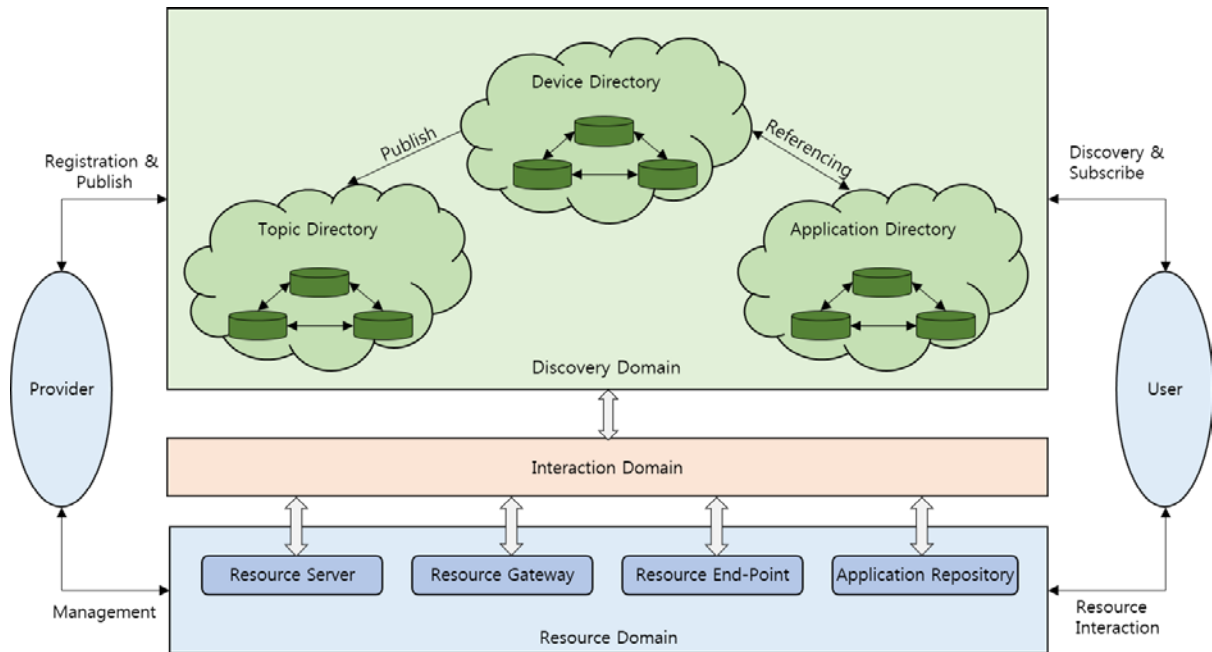 Device Directory
Publish
Referencing
Registration &
Publish
Discovery &
Subscribe
Topic Directory
Application Directory
Discovery Domain
Provider
User
Interaction Domain
Resource Server
Resource Gateway
Resource End-Point
Application Repository
Management
Resource
Interaction
Resource Domain